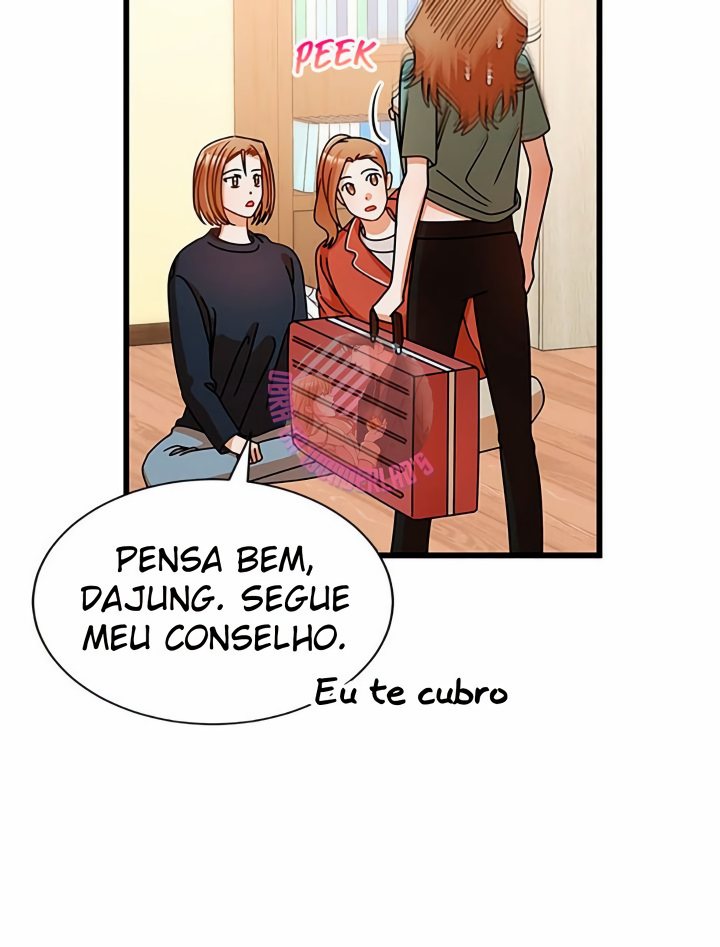 PEEK
PENSA BEM,
DAJUNG. SEGUE
MEU CONSELHO.
Eu te cubro